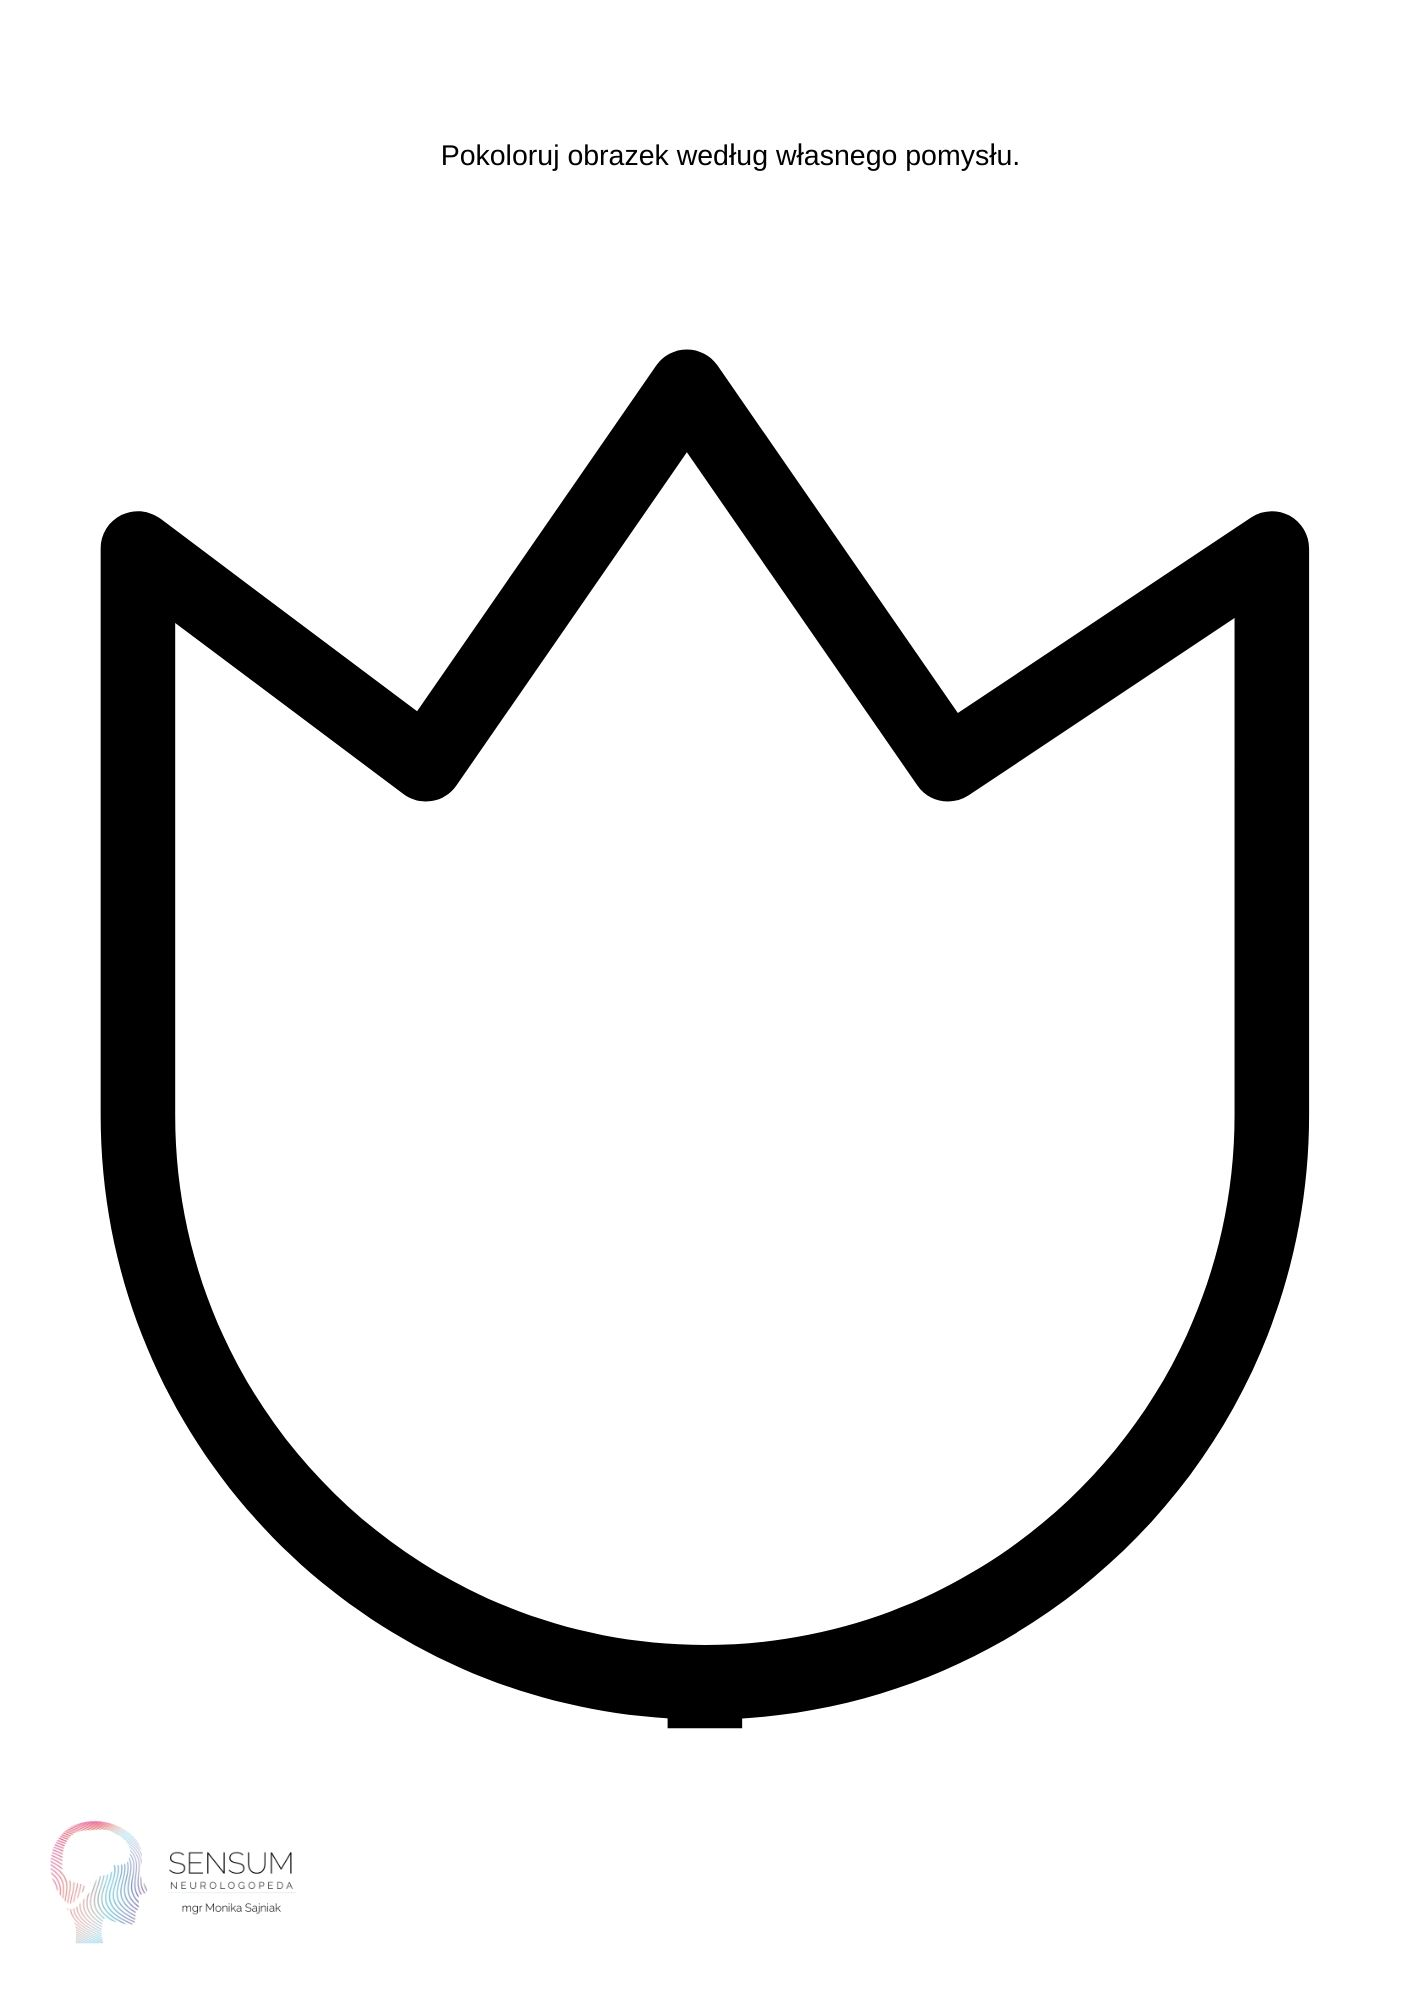 Pokoloruj obrazek według własnego pomysłu.
SENSUM
NEUROLOGOPEDA
mgr Monika Sajniak